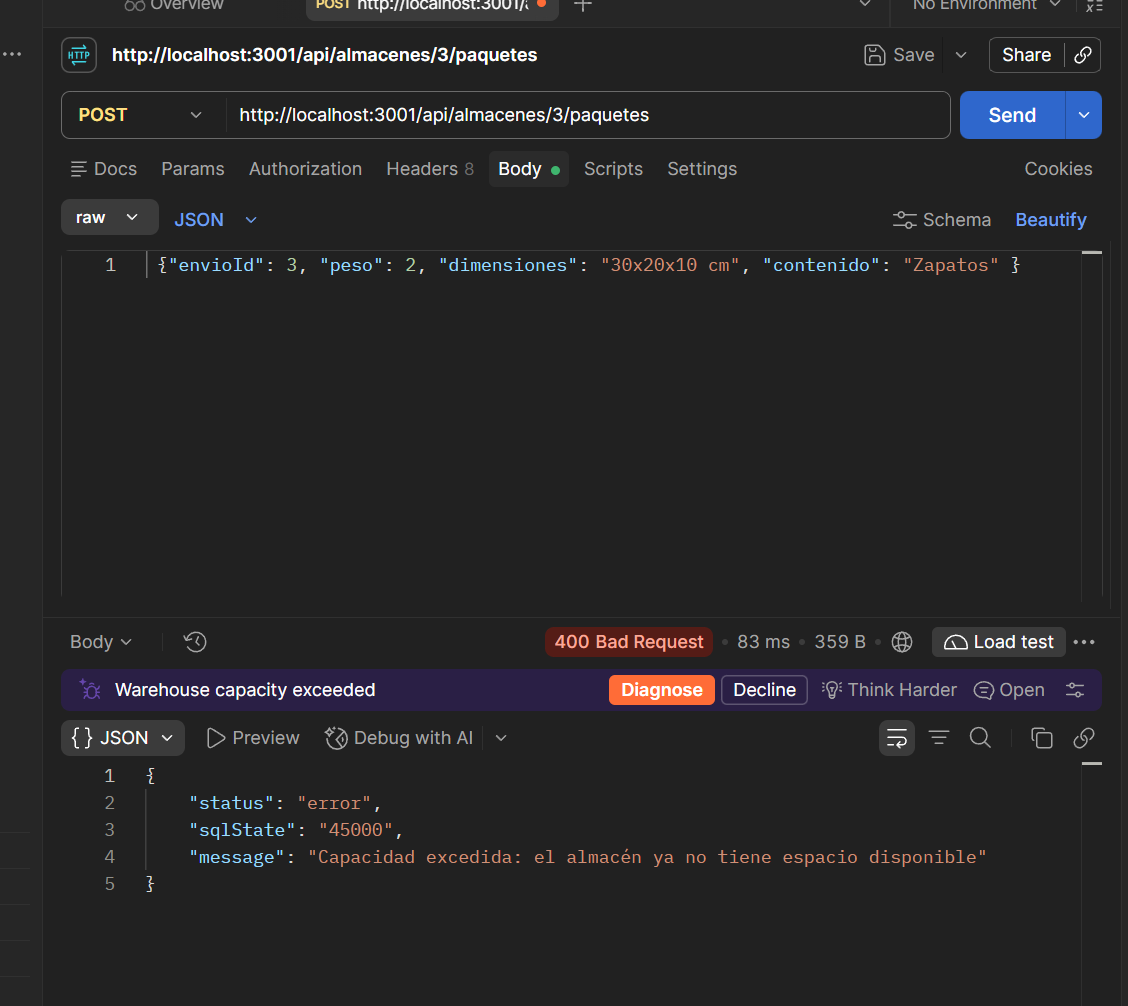 Overview
POST http://localhost:3001/a
No Environment
HTTP http://localhost:3001/api/almacenes/3/paquetes Save Share
POST http://localhost:3001/api/almacenes/3/paquetes Send
Docs Params Authorization Headers 8 Body Scripts Settings Cookies
raw JSON Schema Beautify
1 {"envioId": 3, "peso": 2, "dimensiones": "30x20x10 cm", "contenido": "Zapatos" }
Body 400 Bad Request • 83 ms • 359 B • Load test
Warehouse capacity exceeded Diagnose Decline Think Harder Open
{} JSON Preview Debug with AI
1 {
2 "status": "error",
3 "sqlState": "45000",
4 "message": "Capacidad excedida: el almacén ya no tiene espacio disponible"
5 }